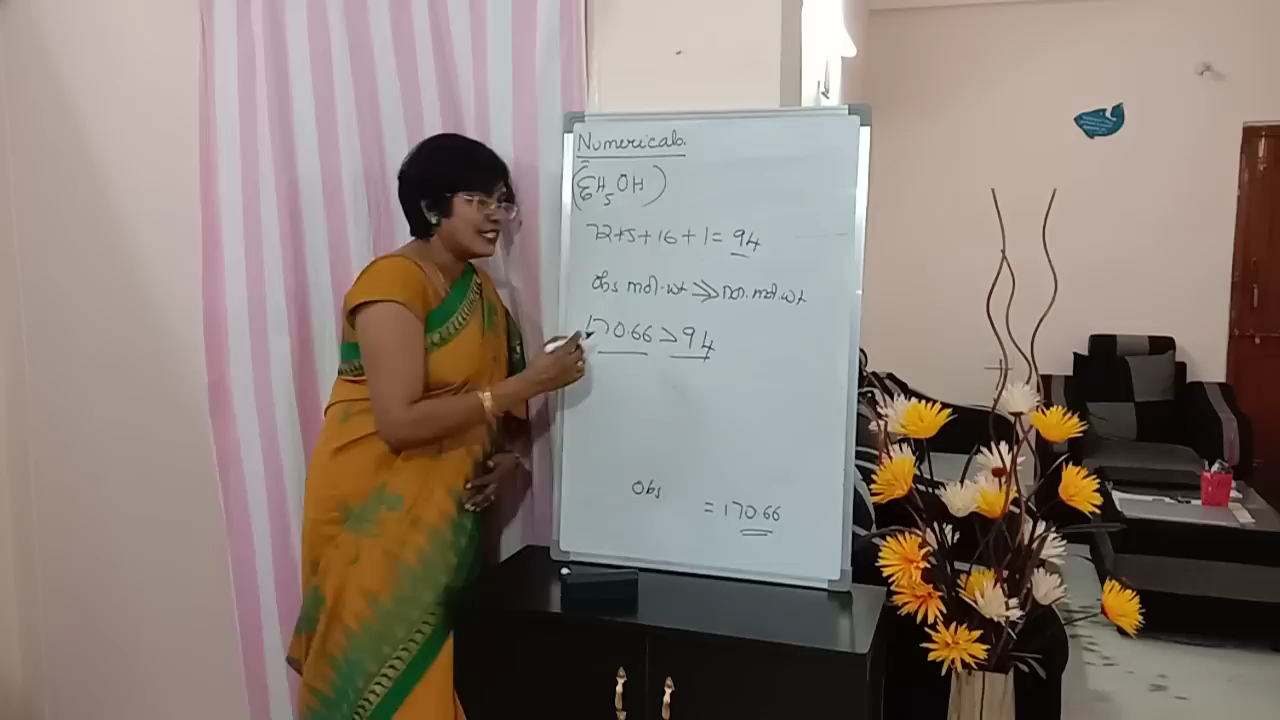 Numericals.
(C6H5OH)
72+5+16+1= 94
Obs mol.wt >> nor. mol.wt
170.66 > 94
Obs
= 170.66